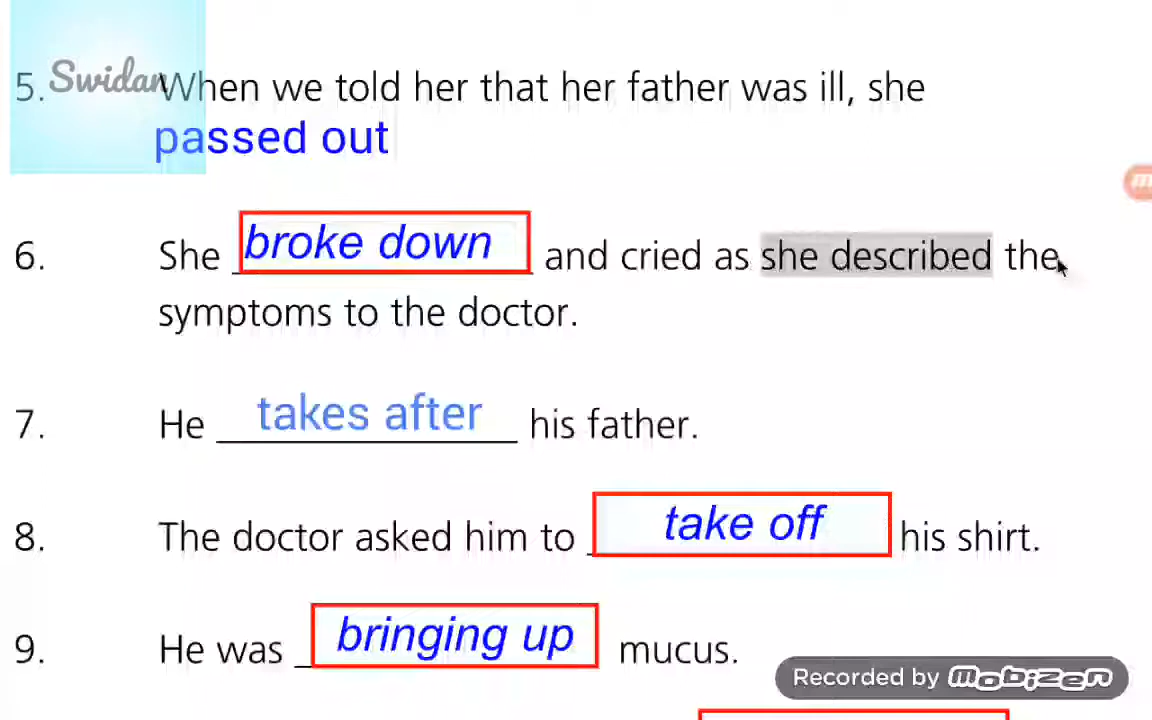 Swidan
5. When we told her that her father was ill, she
passed out
6. She broke down and cried as she described the
symptoms to the doctor.
7. He takes after his father.
8. The doctor asked him to take off his shirt.
9. He was bringing up mucus.
Recorded by mobizen